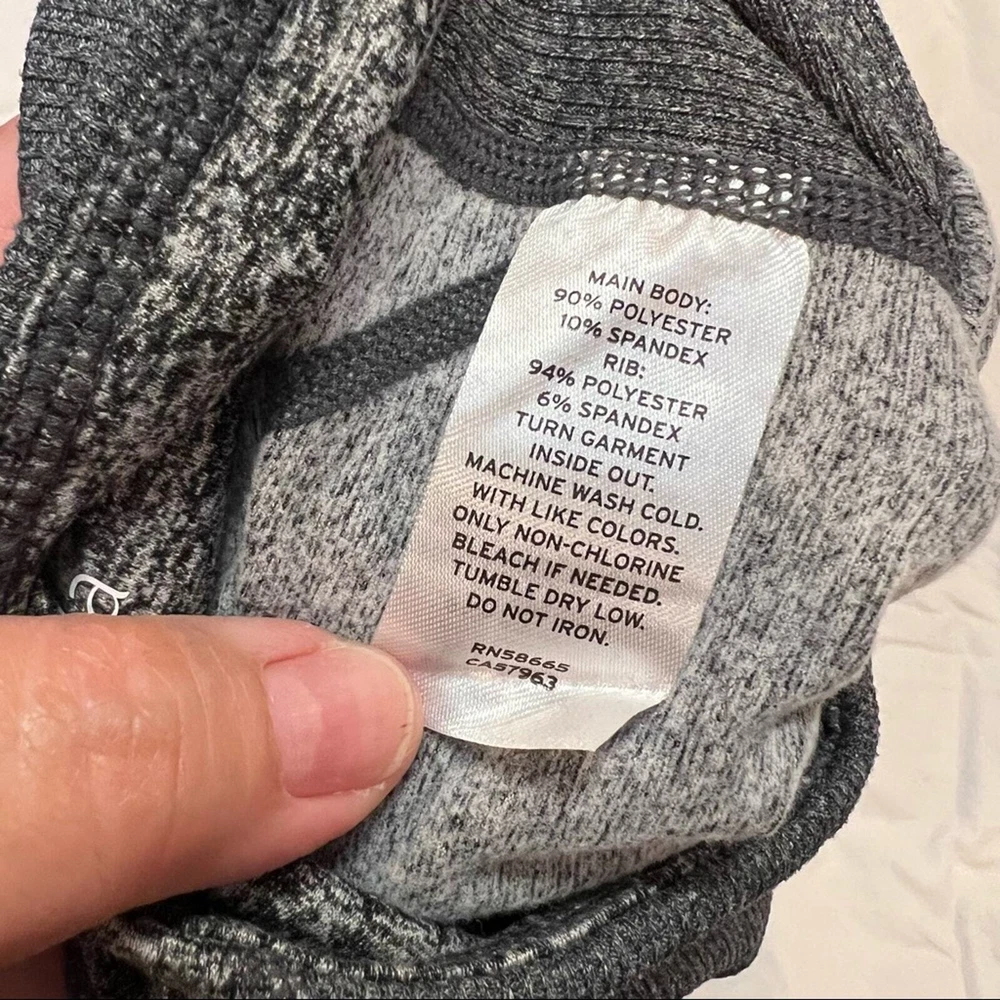 MAIN BODY:
90% POLYESTER
10% SPANDEX
RIB:
94% POLYESTER
6% SPANDEX
TURN GARMENT
INSIDE OUT.
MACHINE WASH COLD.
WITH LIKE COLORS.
ONLY NON-CHLORINE
BLEACH IF NEEDED.
TUMBLE DRY LOW.
DO NOT IRON.
RN58665
CA57963
a